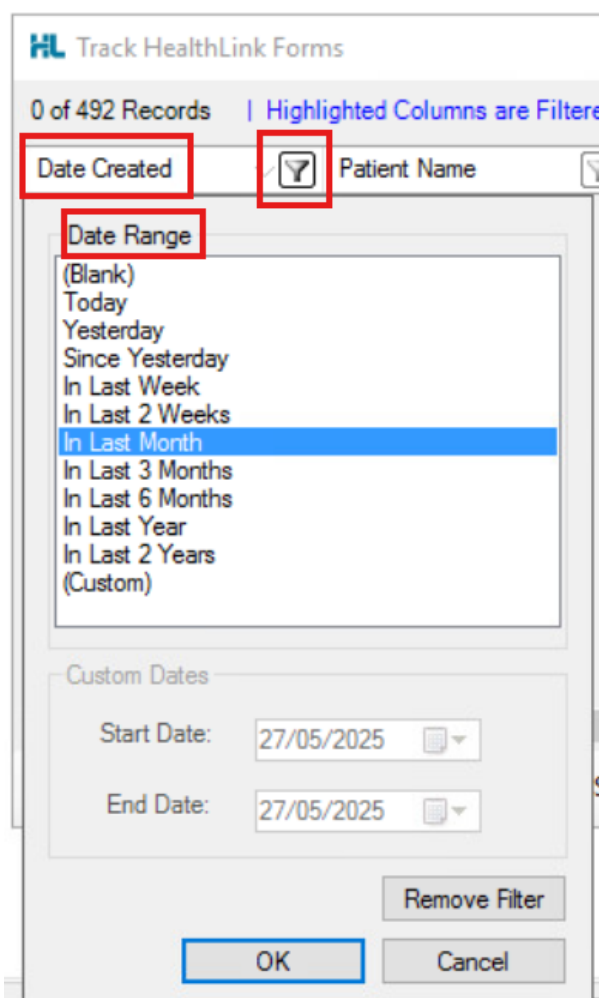 HL Track HealthLink Forms
0 of 492 Records | Highlighted Columns are Filtere
Date Created Patient Name
Date Range
(Blank)
Today
Yesterday
Since Yesterday
In Last Week
In Last 2 Weeks
In Last Month
In Last 3 Months
In Last 6 Months
In Last Year
In Last 2 Years
(Custom)
Custom Dates
Start Date: 27/05/2025
End Date: 27/05/2025
Remove Filter
OK Cancel